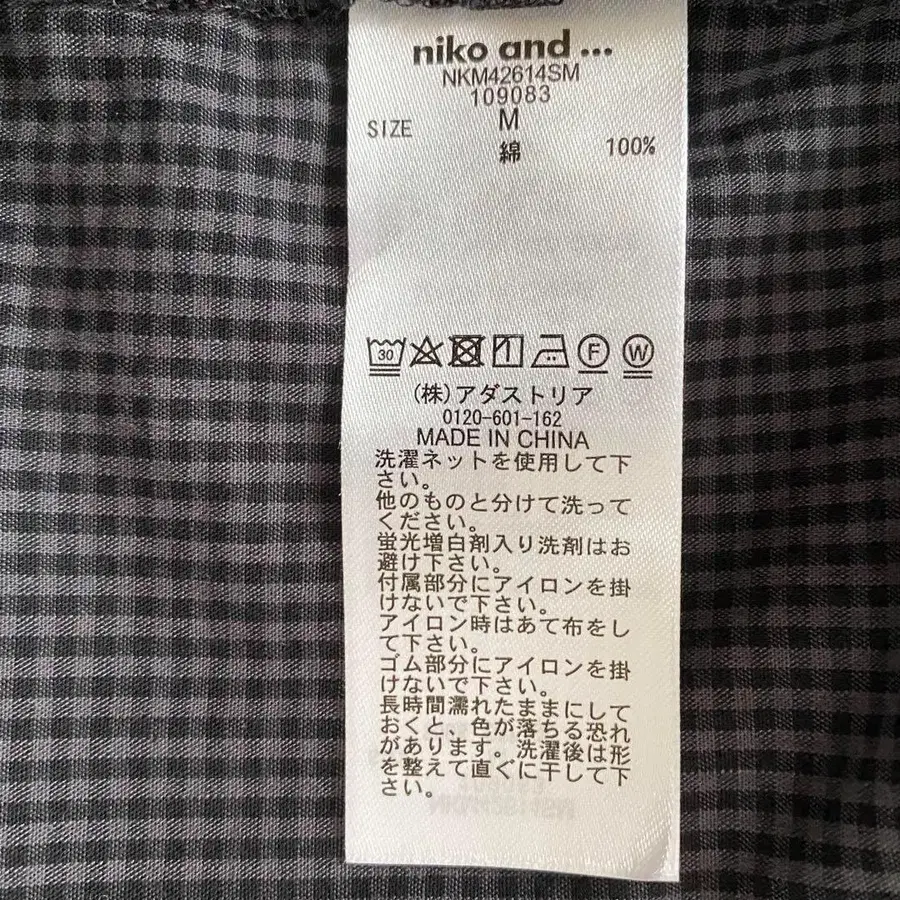 niko and ...
NKM42614SM
109083
SIZE M
綿 100%
30 1 F W
(株)アダストリア
0120-601-162
MADE IN CHINA
洗濯ネットを使用して下
さい。
他のものと分けて洗って
ください。
蛍光増白剤入り洗剤はお
避け下さい。
付属部分にアイロンを掛
けないで下さい。
アイロン時はあて布をし
て下さい。
ゴム部分にアイロンを掛
けないで下さい。
長時間濡れたままにして
おくと、色が落ちる恐れ
があります。洗濯後は形
を整えて直ぐに干して下
さい。